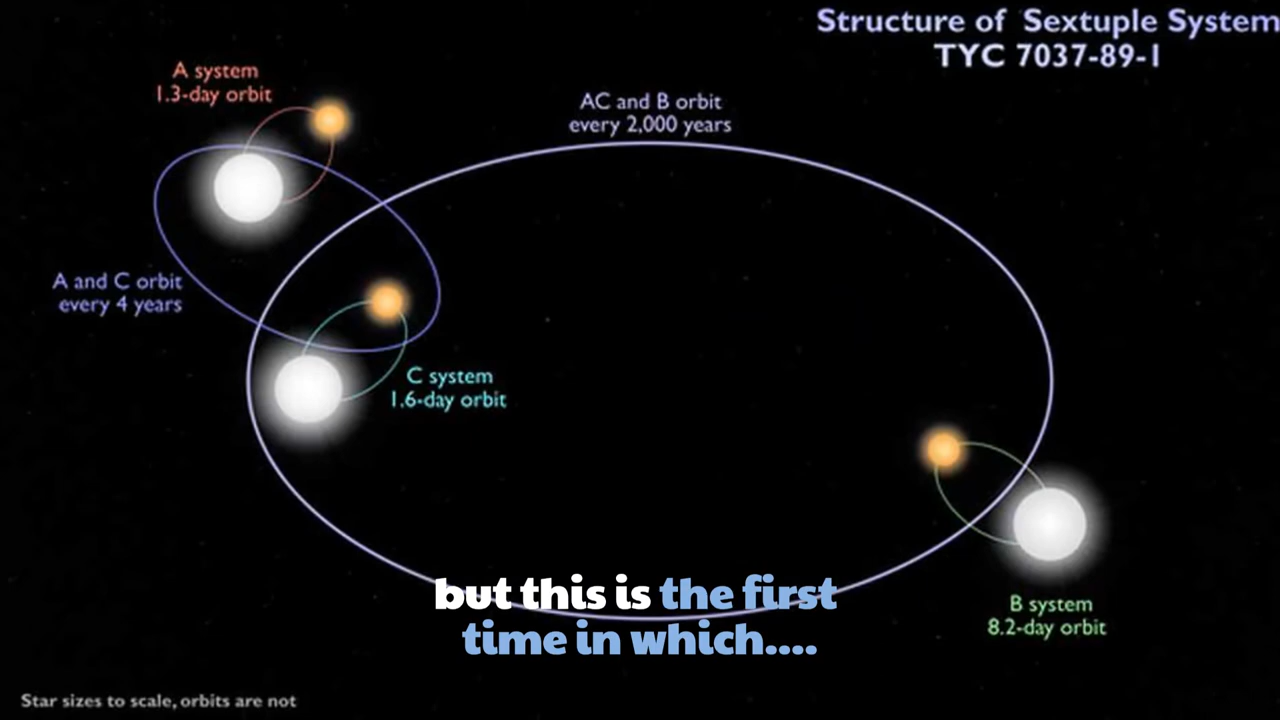 Structure of Sextuple System
TYC 7037-89-1
A system
1.3-day orbit
AC and B orbit
every 2,000 years
A and C orbit
every 4 years
C system
1.6-day orbit
but this is the first
time in which....
B system
8.2-day orbit
Star sizes to scale, orbits are not